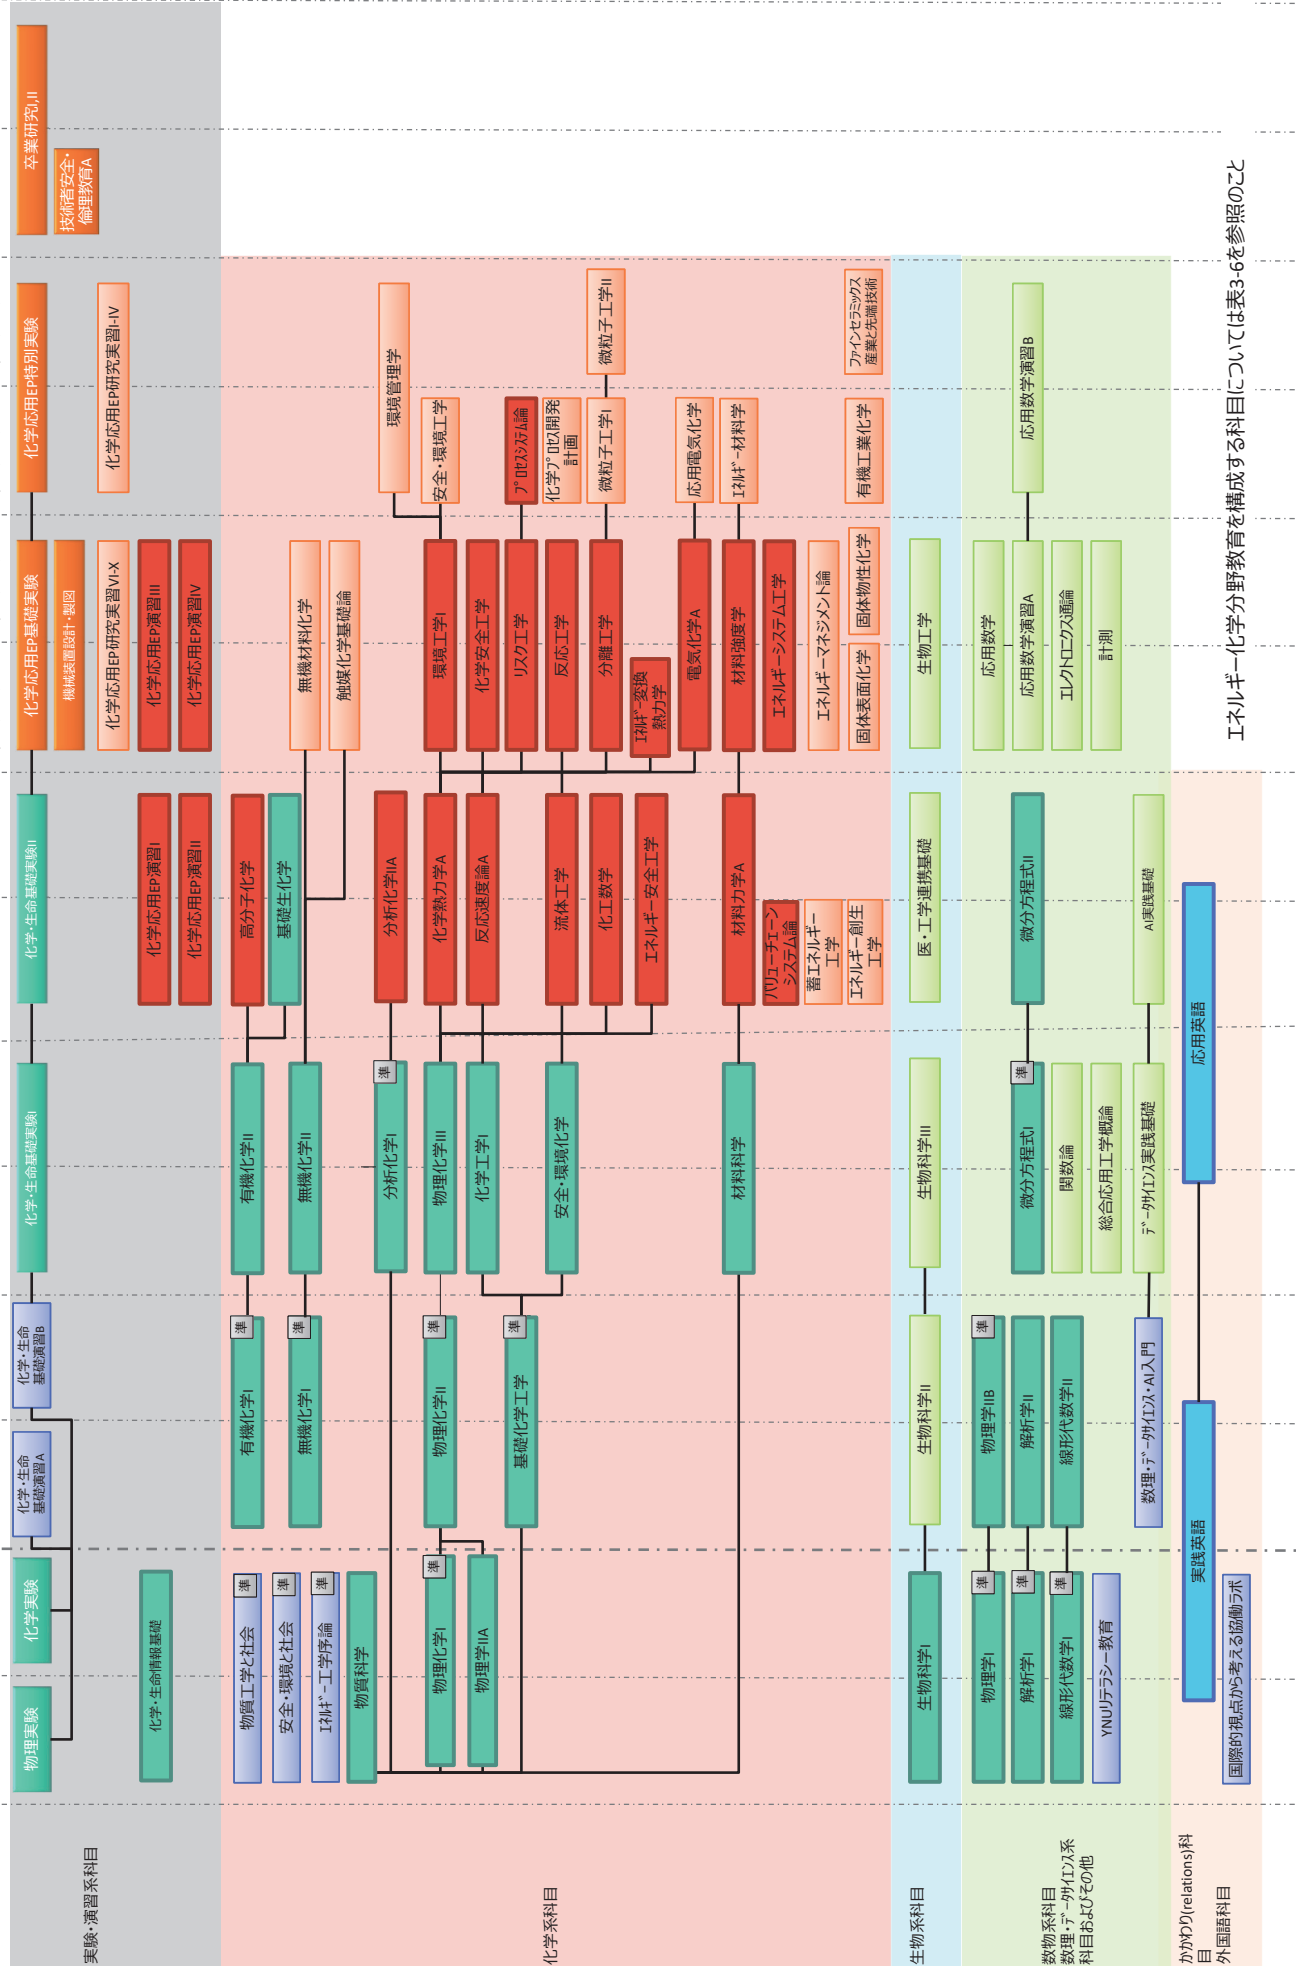 実験・演習系科目
物理実験
化学実験
化学・生命
基礎演習A
化学・生命
基礎演習B
化学・生命基礎実験I
化学・生命基礎実験II
化学応用EP基礎実験
化学応用EP特別実験
卒業研究I,II
機械装置設計・製図
技術者安全・
倫理教育A
化学応用EP研究実習VI-X
化学応用EP研究実習I-IV
化学・生命情報基礎
化学応用EP演習I
化学応用EP演習III
化学応用EP演習II
化学応用EP演習IV
化学系科目
物質工学と社会
準
有機化学I
準
有機化学II
高分子化学
安全・環境と社会
準
基礎生化学
無機化学I
準
無機化学II
無機材料化学
エネルギー工学序論
準
触媒化学基礎論
物質科学
分析化学I
準
分析化学IIA
環境管理学
物理化学I
準
物理化学II
準
物理化学III
化学熱力学A
環境工学I
安全・環境工学
物理学IIA
化学工学I
反応速度論A
化学安全工学
基礎化学工学
準
リスク工学
プロセスシステム論
安全・環境化学
流体工学
反応工学
化学プロセス開発
計画
化工数学
分離工学
微粒子工学I
微粒子工学II
エネルギー安全工学
エネルギー変換
熱力学
電気化学A
応用電気化学
材料科学
材料力学A
材料強度学
エネルギー材料学
バリューチェーン
システム論
エネルギーシステム工学
蓄エネルギー
工学
エネルギーマネジメント論
エネルギー創生
工学
固体表面化学
固体物性化学
有機工業化学
ファインセラミックス
産業と先端技術
生物系科目
生物科学I
生物科学II
生物科学III
医・工学連携基礎
生物工学
数物系科目
数理・データサイエンス系
科目およびその他
物理学I
準
物理学IIB
準
応用数学
解析学I
準
解析学II
微分方程式I
準
微分方程式II
応用数学演習A
応用数学演習B
線形代数学I
準
線形代数学II
関数論
エレクトロニクス通論
YNUリテラシー教育
総合応用工学概論
計測
数理・データサイエンス・AI入門
データサイエンス実践基礎
AI実践基礎
かかわり(relations)科
目
外国語科目
実践英語
応用英語
国際的視点から考える協働ラボ
エネルギー化学分野教育を構成する科目については表3-6を参照のこと